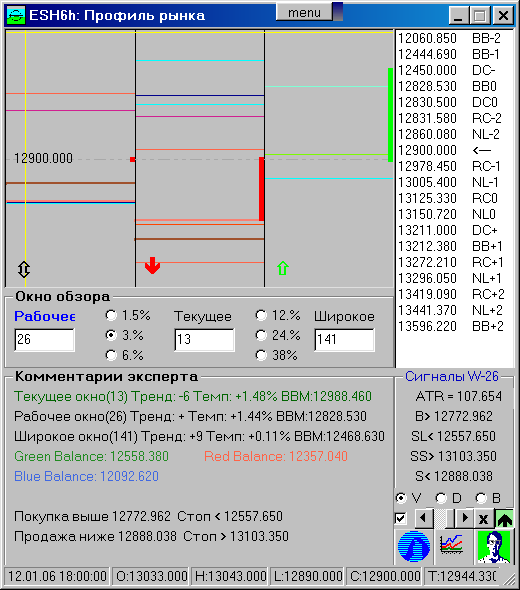 ESH6h: Профиль рынка
menu
12060.850 BB-2
12444.690 BB-1
12450.000 DC-
12828.530 BB0
12830.500 DC0
12831.580 RC-2
12860.080 NL-2
12900.000 <—
12978.450 RC-1
13005.400 NL-1
13125.330 RC0
13150.720 NL0
13211.000 DC+
13212.380 BB+1
13272.210 RC+1
13296.050 NL+1
13419.090 RC+2
13441.370 NL+2
13596.220 BB+2
12900.000
Окно обзора
Рабочее 1.5% Текущее 12.% Широкое
26 3.% 13 24.% 141
6.% 38%
Комментарии эксперта
Текущее окно(13) Тренд: -6 Темп: +1.48% BBM:12988.460
Рабочее окно(26) Тренд: + Темп: +1.44% BBM:12828.530
Широкое окно(141) Тренд: +9 Темп: +0.11% BBM:12468.630
Green Balance: 12558.380 Red Balance: 12357.040
Blue Balance: 12092.620
Покупка выше 12772.962 Стоп < 12557.650
Продажа ниже 12888.038 Стоп > 13103.350
Сигналы W-26
ATR = 107.654
B> 12772.962
SL< 12557.650
SS> 13103.350
S< 12888.038
V D B
x
12.01.06 18:00:00 O:13033.000 H:13043.000 L:12890.000 C:12900.000 T:12944.330